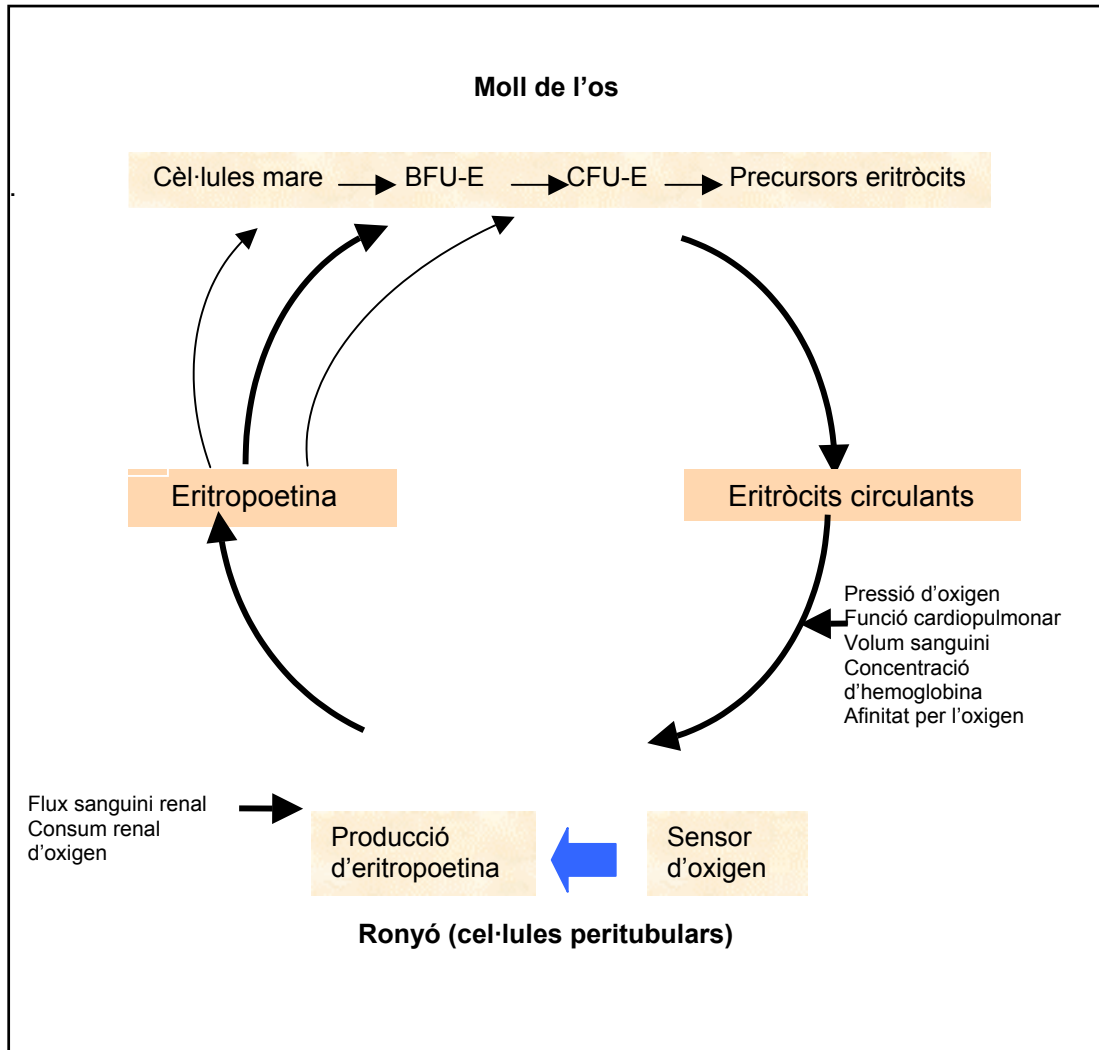 Moll de l'os
Cèl·lules mare BFU-E CFU-E Precursors eritròcits
Eritropoetina
Eritròcits circulants
Pressió d'oxigen
Funció cardiopulmonar
Volum sanguini
Concentració
d'hemoglobina
Afinitat per l'oxigen
Flux sanguini renal
Consum renal
d'oxigen
Producció
d'eritropoetina
Sensor
d'oxigen
Ronyó (cel·lules peritubulars)